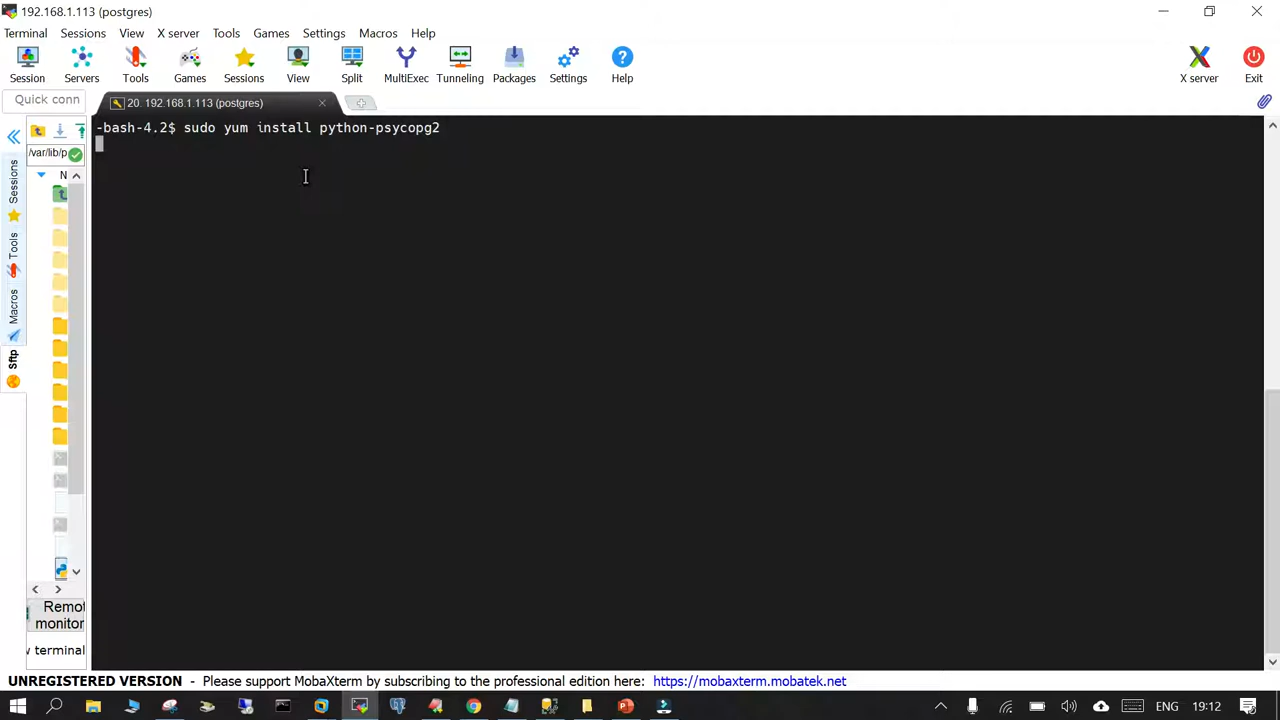 192.168.1.113 (postgres)
Terminal Sessions View X server Tools Games Settings Macros Help
Session Servers Tools Games Sessions View Split MultiExec Tunneling Packages Settings Help X server Exit
Quick conn
20. 192.168.1.113 (postgres)
-bash-4.2$ sudo yum install python-psycopg2
/var/lib/p
N
Sessions
Tools
Macros
Sftp
Remot
monitor
terminal
UNREGISTERED VERSION - Please support MobaXterm by subscribing to the professional edition here: https://mobaxterm.mobatek.net
ENG 19:12